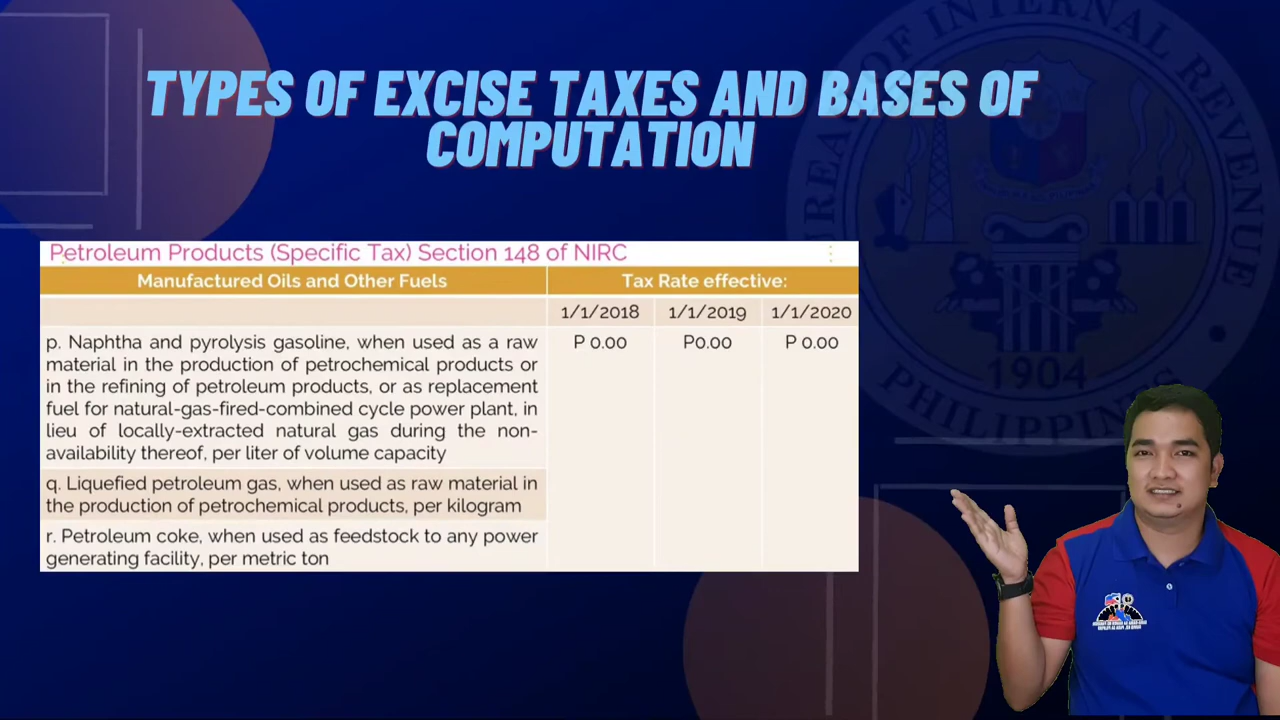 TYPES OF EXCISE TAXES AND BASES OF
COMPUTATION
BUREAU OF INTERNAL REVENUE
1904
PHILIPPINES
Petroleum Products (Specific Tax) Section 148 of NIRC
Manufactured Oils and Other Fuels Tax Rate effective:
1/1/2018 1/1/2019 1/1/2020
p. Naphtha and pyrolysis gasoline, when used as a raw P 0.00 P0.00 P 0.00
material in the production of petrochemical products or
in the refining of petroleum products, or as replacement
fuel for natural-gas-fired-combined cycle power plant, in
lieu of locally-extracted natural gas during the non-
availability thereof, per liter of volume capacity
q. Liquefied petroleum gas, when used as raw material in
the production of petrochemical products, per kilogram
r. Petroleum coke, when used as feedstock to any power
generating facility, per metric ton